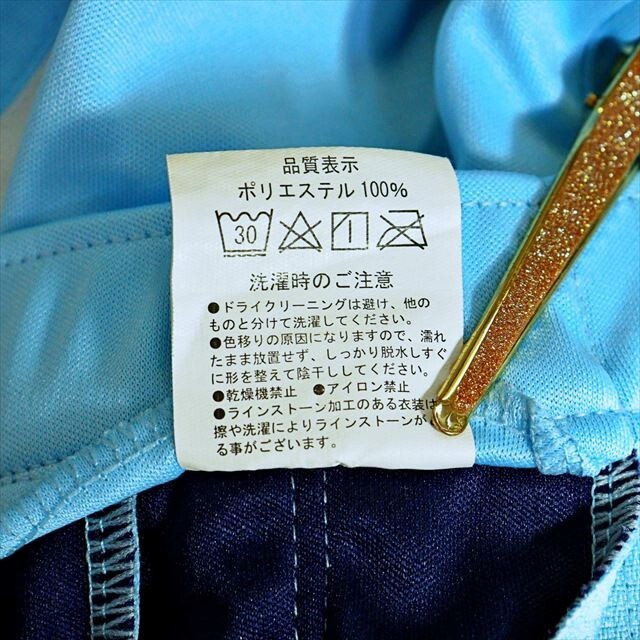 品質表示
ポリエステル 100%
30
洗濯時のご注意
●ドライクリーニングは避け、他の
ものと分けて洗濯してください。
●色移りの原因になりますので、濡れ
たまま放置せず、しっかり脱水しすぐ
に形を整えて陰干ししてください。
●乾燥機禁止 ●アイロン禁止
●ラインストーン加工のある衣装は
擦や洗濯によりラインストーンが
る事がございます。